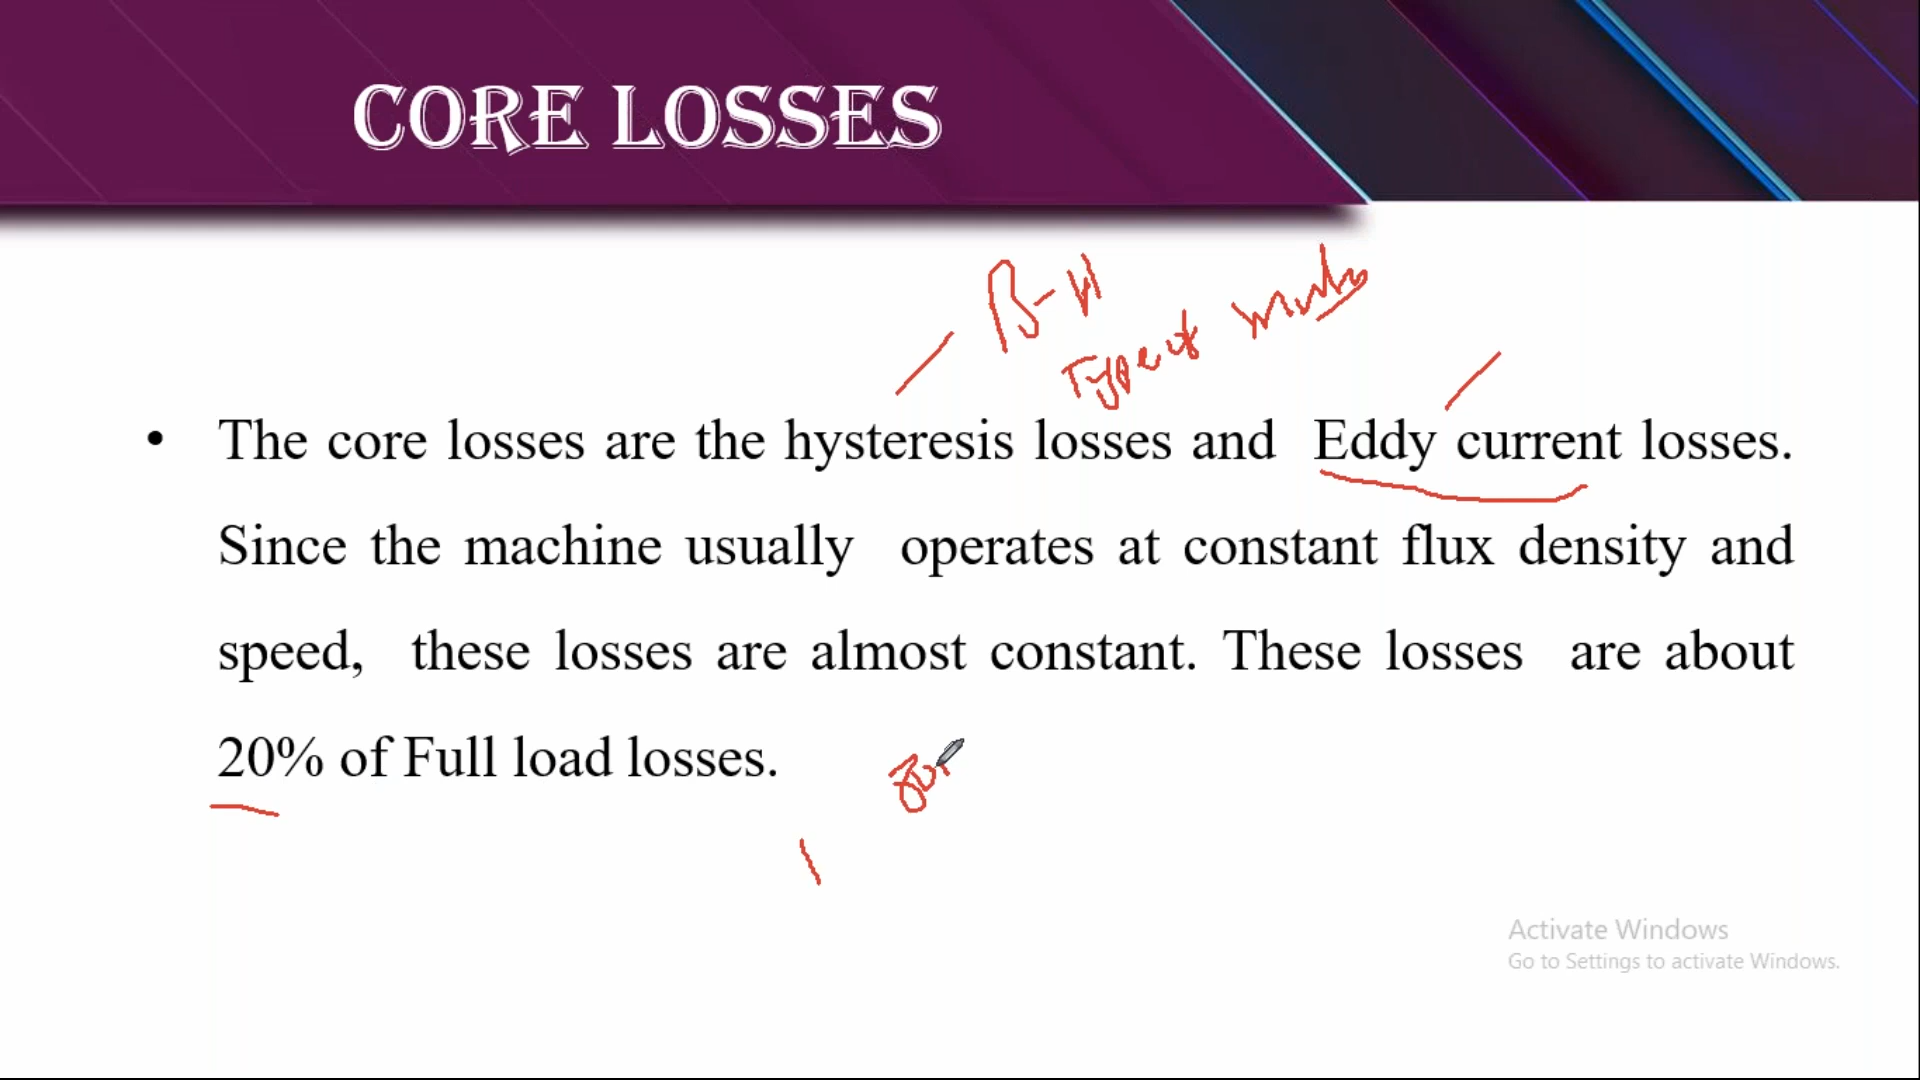 CORE LOSSES
B-H
Type of
• The core losses are the hysteresis losses and Eddy current losses.
Since the machine usually operates at constant flux density and
speed, these losses are almost constant. These losses are about
20% of Full load losses.
Activate Windows
Go to Settings to activate Windows.